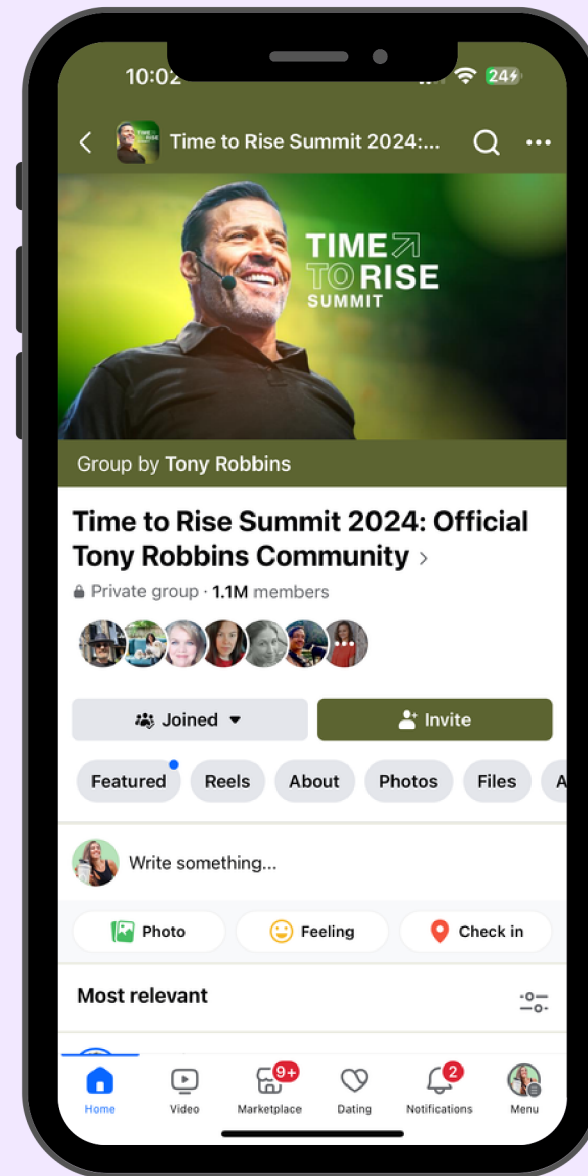 10:02
24
Time to Rise Summit 2024:...
TIME
TO RISE
SUMMIT
Group by Tony Robbins
Time to Rise Summit 2024: Official
Tony Robbins Community
Private group · 1.1M members
Joined
Invite
Featured Reels About Photos Files A
Write something...
Photo Feeling Check in
Most relevant
9+ 2
Home Video Marketplace Dating Notifications Menu